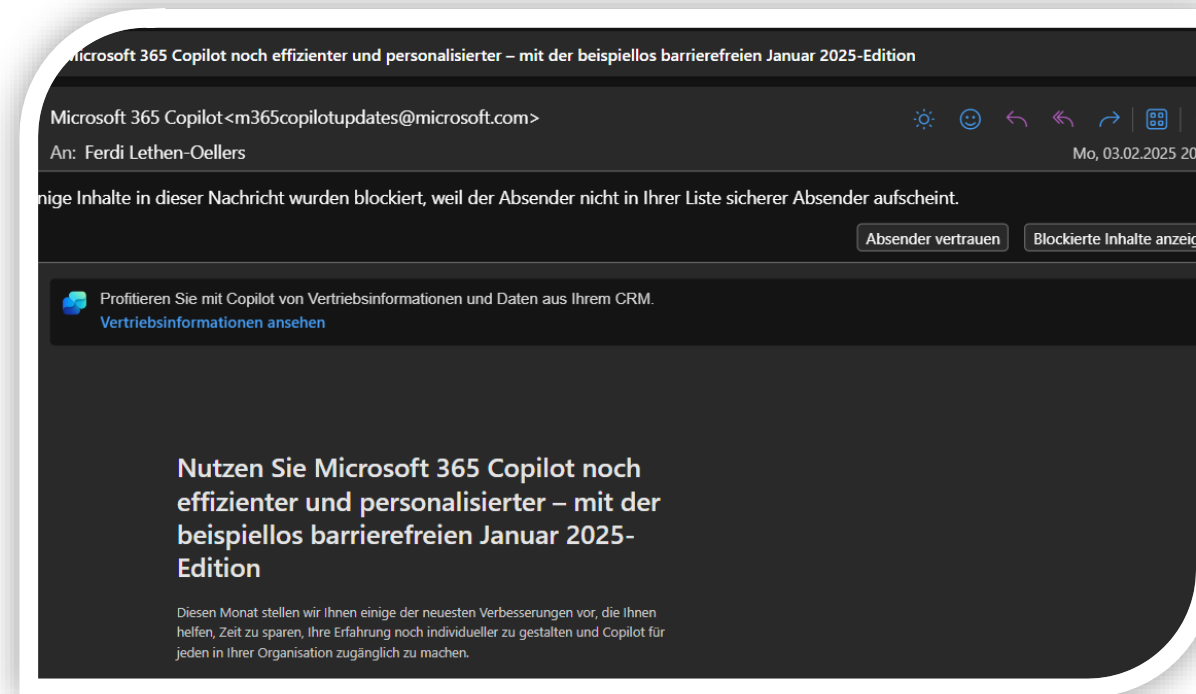 Microsoft 365 Copilot noch effizienter und personalisierter – mit der beispiellos barrierefreien Januar 2025-Edition
Microsoft 365 Copilot<m365copilotupdates@microsoft.com>
An: Ferdi Lethen-Oellers
Mo, 03.02.2025 20
nige Inhalte in dieser Nachricht wurden blockiert, weil der Absender nicht in Ihrer Liste sicherer Absender aufscheint.
Absender vertrauen
Blockierte Inhalte anzeig
Profitieren Sie mit Copilot von Vertriebsinformationen und Daten aus Ihrem CRM.
Vertriebsinformationen ansehen
Nutzen Sie Microsoft 365 Copilot noch
effizienter und personalisierter – mit der
beispiellos barrierefreien Januar 2025-
Edition
Diesen Monat stellen wir Ihnen einige der neuesten Verbesserungen vor, die Ihnen
helfen, Zeit zu sparen, Ihre Erfahrung noch individueller zu gestalten und Copilot für
jeden in Ihrer Organisation zugänglich zu machen.